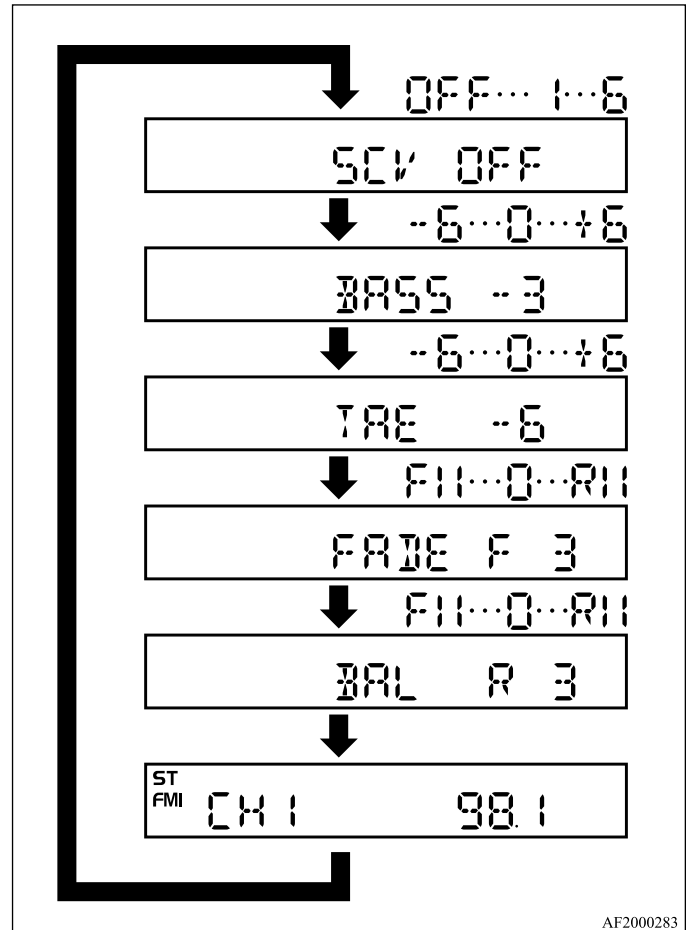 OFF··· 1···6
SCV OFF
-6···0···+6
BASS -3
-6···0···+6
TRE -6
F11···0···R11
FADE F 3
F11···0···R11
BAL R 3
ST
FM1 CH1 98.1
AF2000283